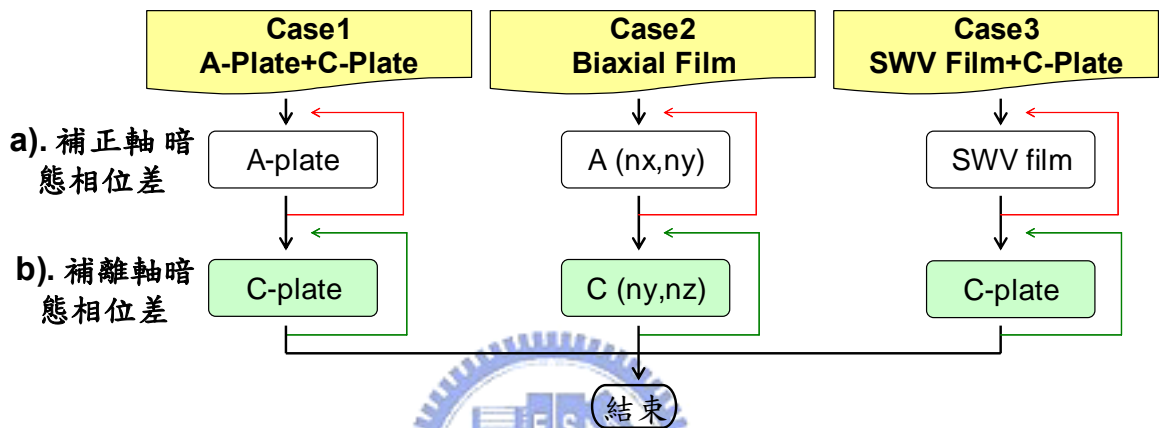 Case1
A-Plate+C-Plate
Case2
Biaxial Film
Case3
SWV Film+C-Plate
a). 補正軸暗
態相位差
A-plate
A (nx,ny)
SWV film
b). 補離軸暗
態相位差
C-plate
C (ny,nz)
C-plate
結束